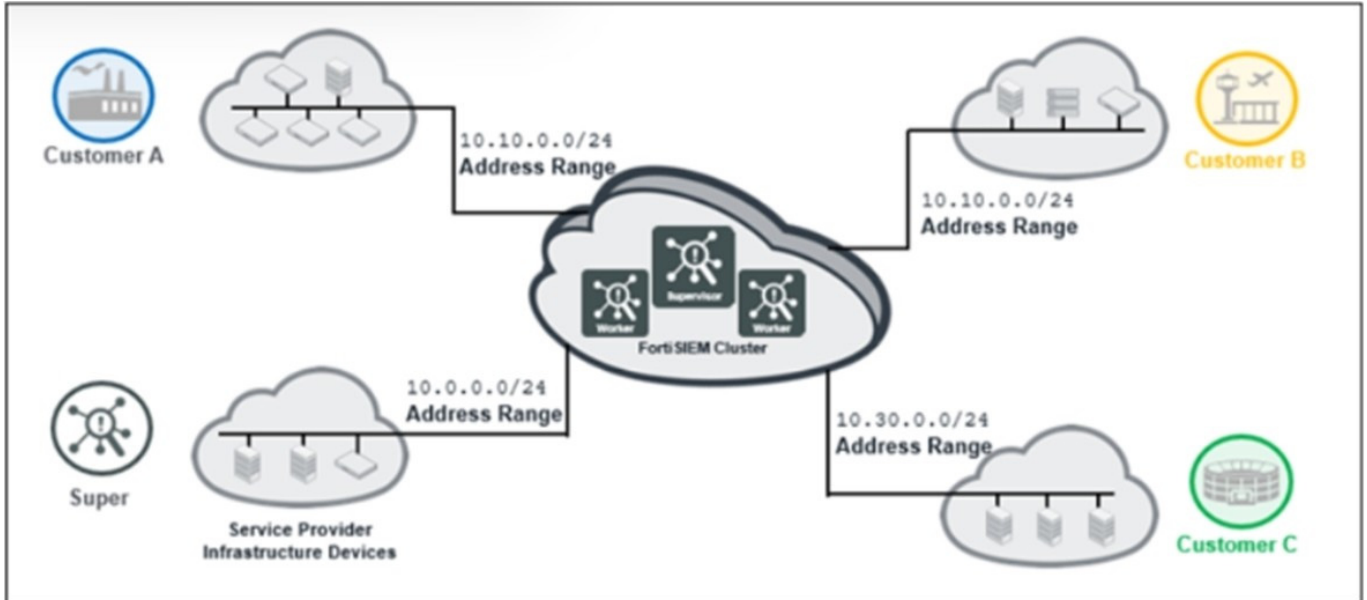 Customer A
10.10.0.0/24
Address Range
10.10.0.0/24
Address Range
Customer B
Supervisor
Worker
Worker
FortiSIEM Cluster
Super
10.0.0.0/24
Address Range
Service Provider
Infrastructure Devices
10.30.0.0/24
Address Range
Customer C